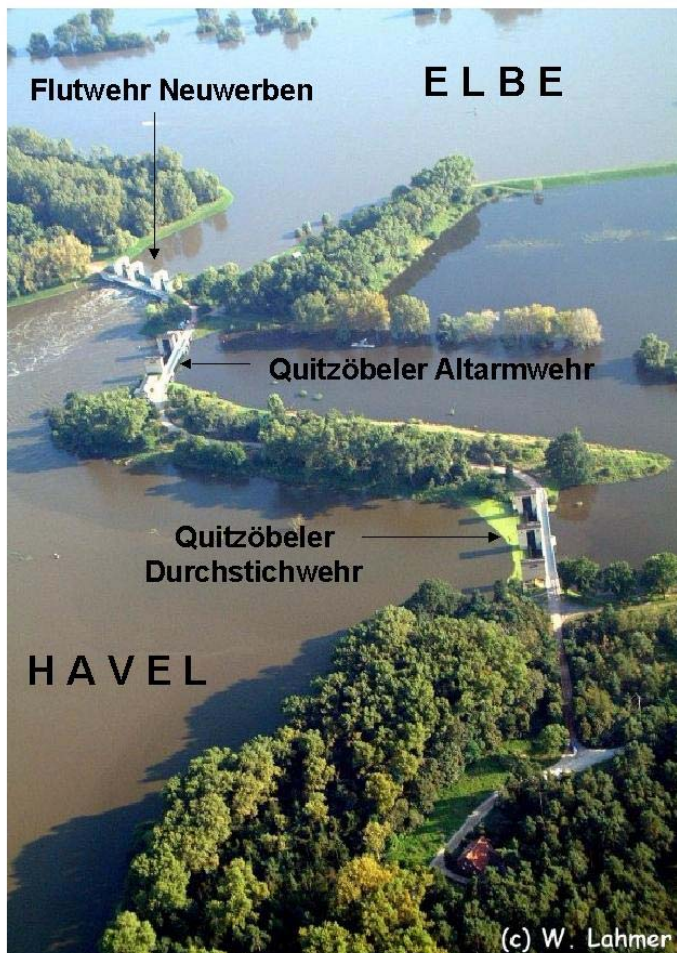 E L B E
Flutwehr Neuwerben
Quitzöbeler Altarmwehr
Quitzöbeler
Durchstichwehr
H A V E L
(c) W. Lahmer